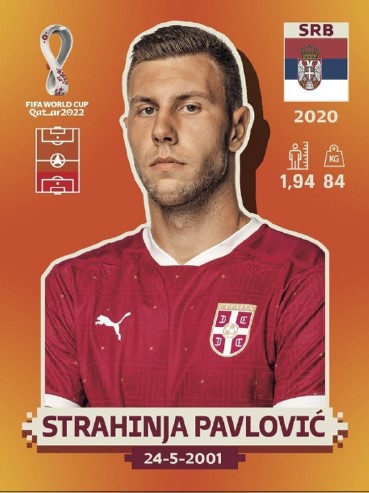 FIFA WORLD CUP
Qatar2022
SRB
2020
KG
1,94 84
STRAHINJA PAVLOVIĆ
24-5-2001